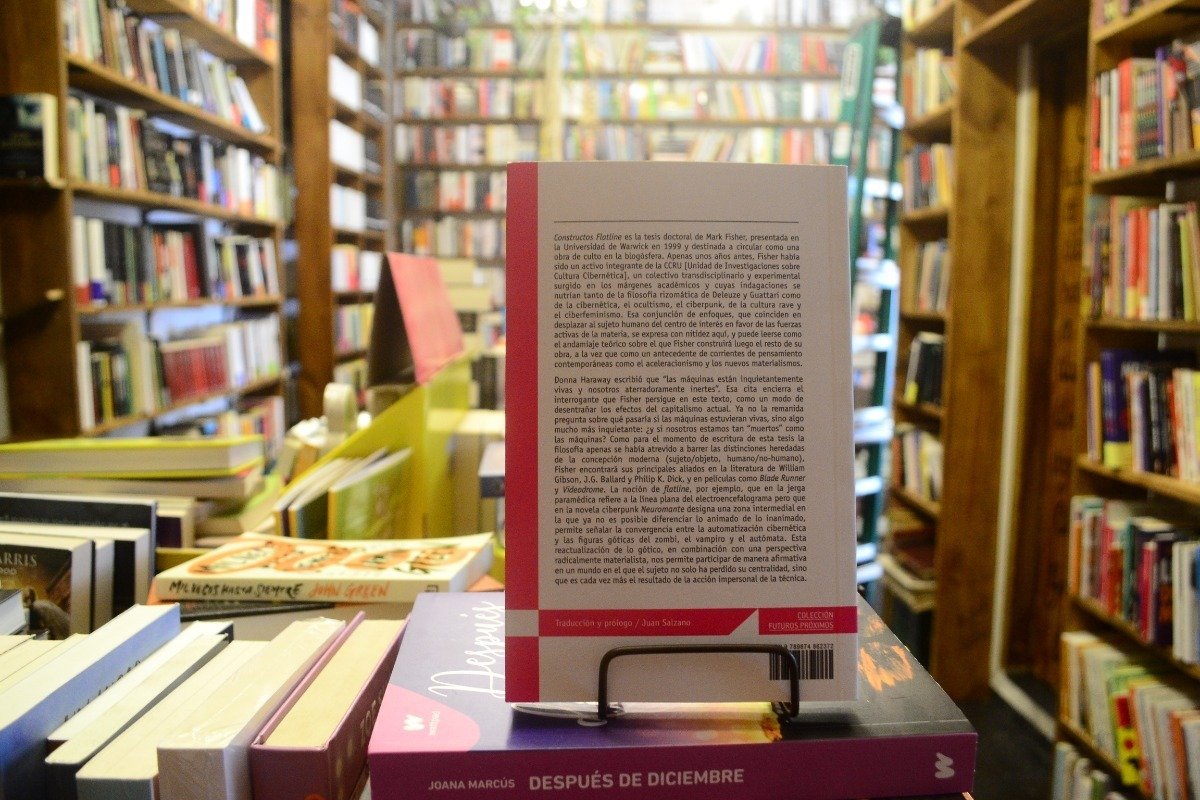 Constructos Flatline es la tesis doctoral de Mark Fisher, presentada en
la Universidad de Warwick en 1999 y destinada a circular como una
obra de culto en la blogósfera. Apenas unos años antes, Fisher había
sido un activo integrante de la CCRU [Unidad de Investigaciones sobre
Cultura Cibernética], un colectivo transdisciplinario y experimental
surgido en los márgenes académicos y cuyas indagaciones se
nutrían tanto de la filosofía rizomática de Deleuze y Guattari como
de la cibernética, el ocultismo, el ciberpunk, de la cultura rave y
el ciberfeminismo. Esa conjunción de enfoques, que coinciden en
desplazar al sujeto humano del centro de interés en favor de las fuerzas
activas de la materia, se expresa con nitidez aquí, y puede leerse como
el andamiaje teórico sobre el que Fisher construirá luego el resto de su
obra, a la vez que como un antecedente de corrientes de pensamiento
contemporáneas como el aceleracionismo y los nuevos materialismos.
Donna Haraway escribió que "las máquinas están inquietantemente
vivas y nosotros aterradoramente inertes". Esa cita encierra el
interrogante que Fisher persigue en este texto, como un modo de
desentrañar los efectos del capitalismo actual. Ya no la remanida
pregunta sobre qué pasaría si las máquinas estuvieran vivas, sino algo
mucho más inquietante: ¿y si nosotros estamos tan "muertos" como
las máquinas? Como para el momento de escritura de esta tesis la
filosofía apenas se había atrevido a barrer las distinciones heredadas
de la concepción moderna (sujeto/objeto, humano/no-humano),
Fisher encontrará sus principales aliados en la literatura de William
Gibson, J.G. Ballard y Philip K. Dick, y en películas como Blade Runner
y Videodrome. La noción de flatline, por ejemplo, que en la jerga
paramédica refiere a la línea plana del electroencefalograma pero que
en la novela ciberpunk Neuromante designa una zona intermedial en
la que ya no es posible diferenciar lo animado de lo inanimado,
permite señalar la convergencia entre la automatización cibernética
y las figuras góticas del zombi, el vampiro y el autómata. Esta
reactualización de lo gótico, en combinación con una perspectiva
radicalmente materialista, nos permite participar de manera afirmativa
en un mundo en el que el sujeto no solo ha perdido su centralidad, sino
que es cada vez más el resultado de la acción impersonal de la técnica.
Traducción y prólogo / Juan Salzano
COLECCIÓN
FUTUROS PRÓXIMOS
789874 862372
ARRIS
MIL VECES HASTA SIEMPRE JOHN GREEN
Después
JOANA MARCÚS DESPUÉS DE DICIEMBRE